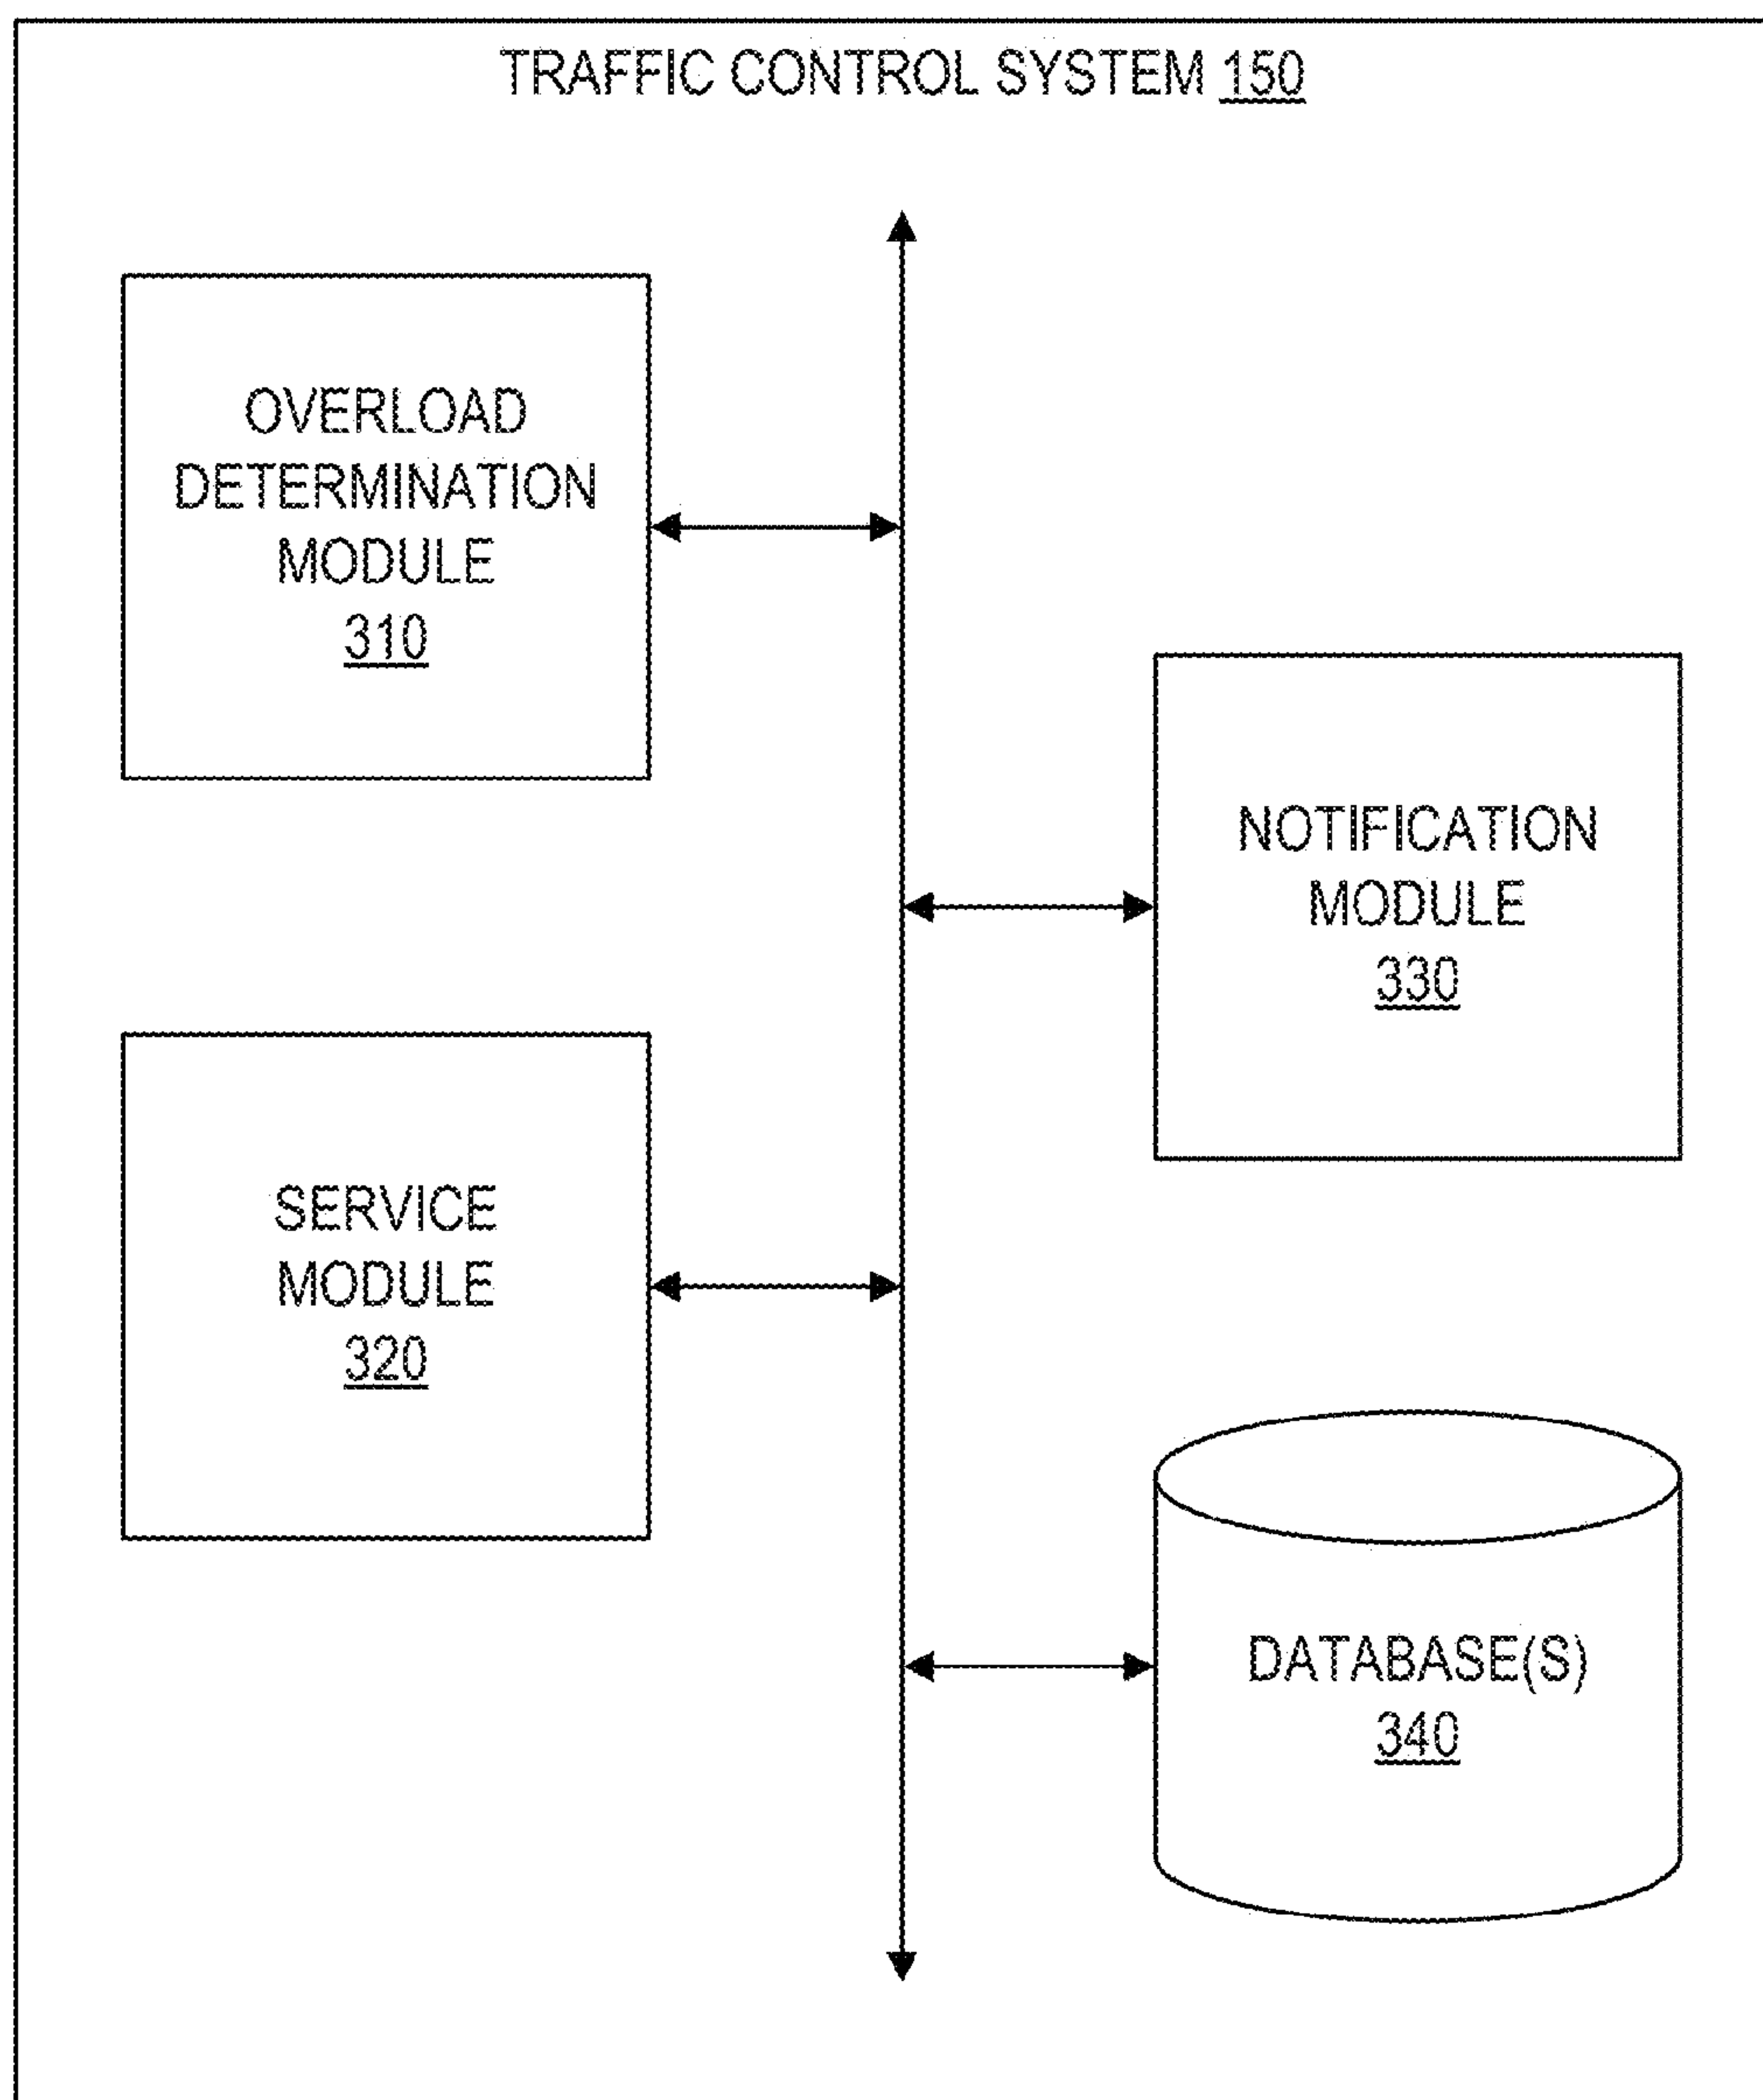 TRAFFIC CONTROL SYSTEM 150
OVERLOAD
DETERMINATION
MODULE
310
NOTIFICATION
MODULE
330
SERVICE
MODULE
320
DATABASE(S)
340